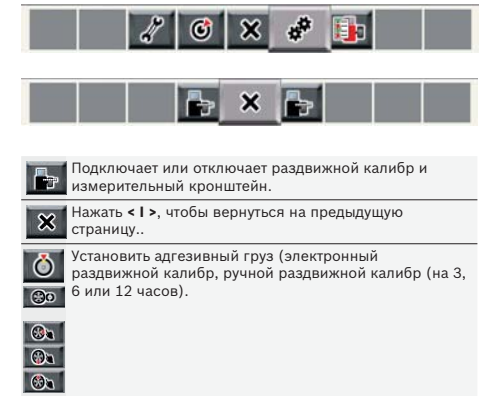 Подключает или отключает раздвижной калибр и
измерительный кронштейн.
Нажать < I >, чтобы вернуться на предыдущую
страницу..
Установить адгезивный груз (электронный
раздвижной калибр, ручной раздвижной калибр (на 3,
6 или 12 часов).